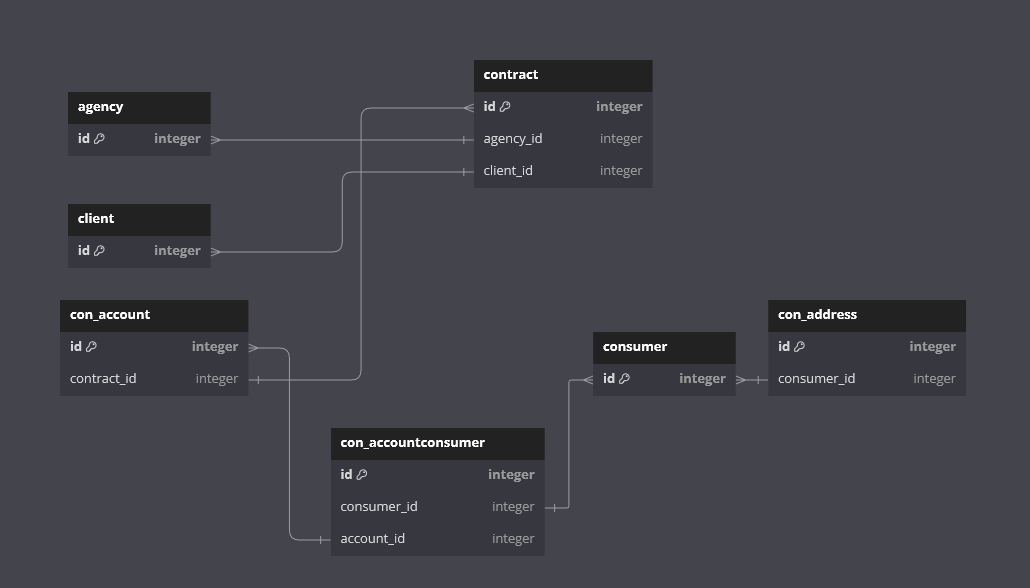 agency
id integer
client
id integer
contract
id integer
agency_id integer
client_id integer
con_account
id integer
contract_id integer
con_accountconsumer
id integer
consumer_id integer
account_id integer
consumer
id integer
con_address
id integer
consumer_id integer